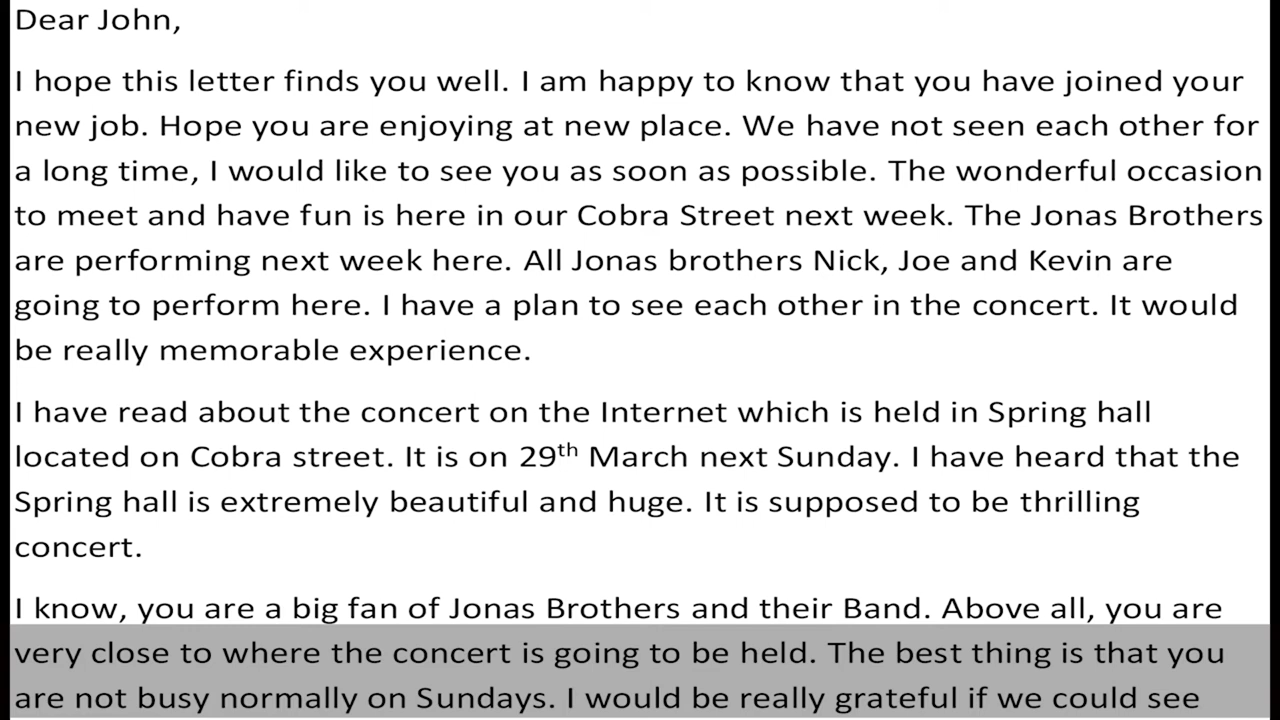 Dear John,
I hope this letter finds you well. I am happy to know that you have joined your
new job. Hope you are enjoying at new place. We have not seen each other for
a long time, I would like to see you as soon as possible. The wonderful occasion
to meet and have fun is here in our Cobra Street next week. The Jonas Brothers
are performing next week here. All Jonas brothers Nick, Joe and Kevin are
going to perform here. I have a plan to see each other in the concert. It would
be really memorable experience.
I have read about the concert on the Internet which is held in Spring hall
located on Cobra street. It is on 29th March next Sunday. I have heard that the
Spring hall is extremely beautiful and huge. It is supposed to be thrilling
concert.
I know, you are a big fan of Jonas Brothers and their Band. Above all, you are
very close to where the concert is going to be held. The best thing is that you
are not busy normally on Sundays. I would be really grateful if we could see